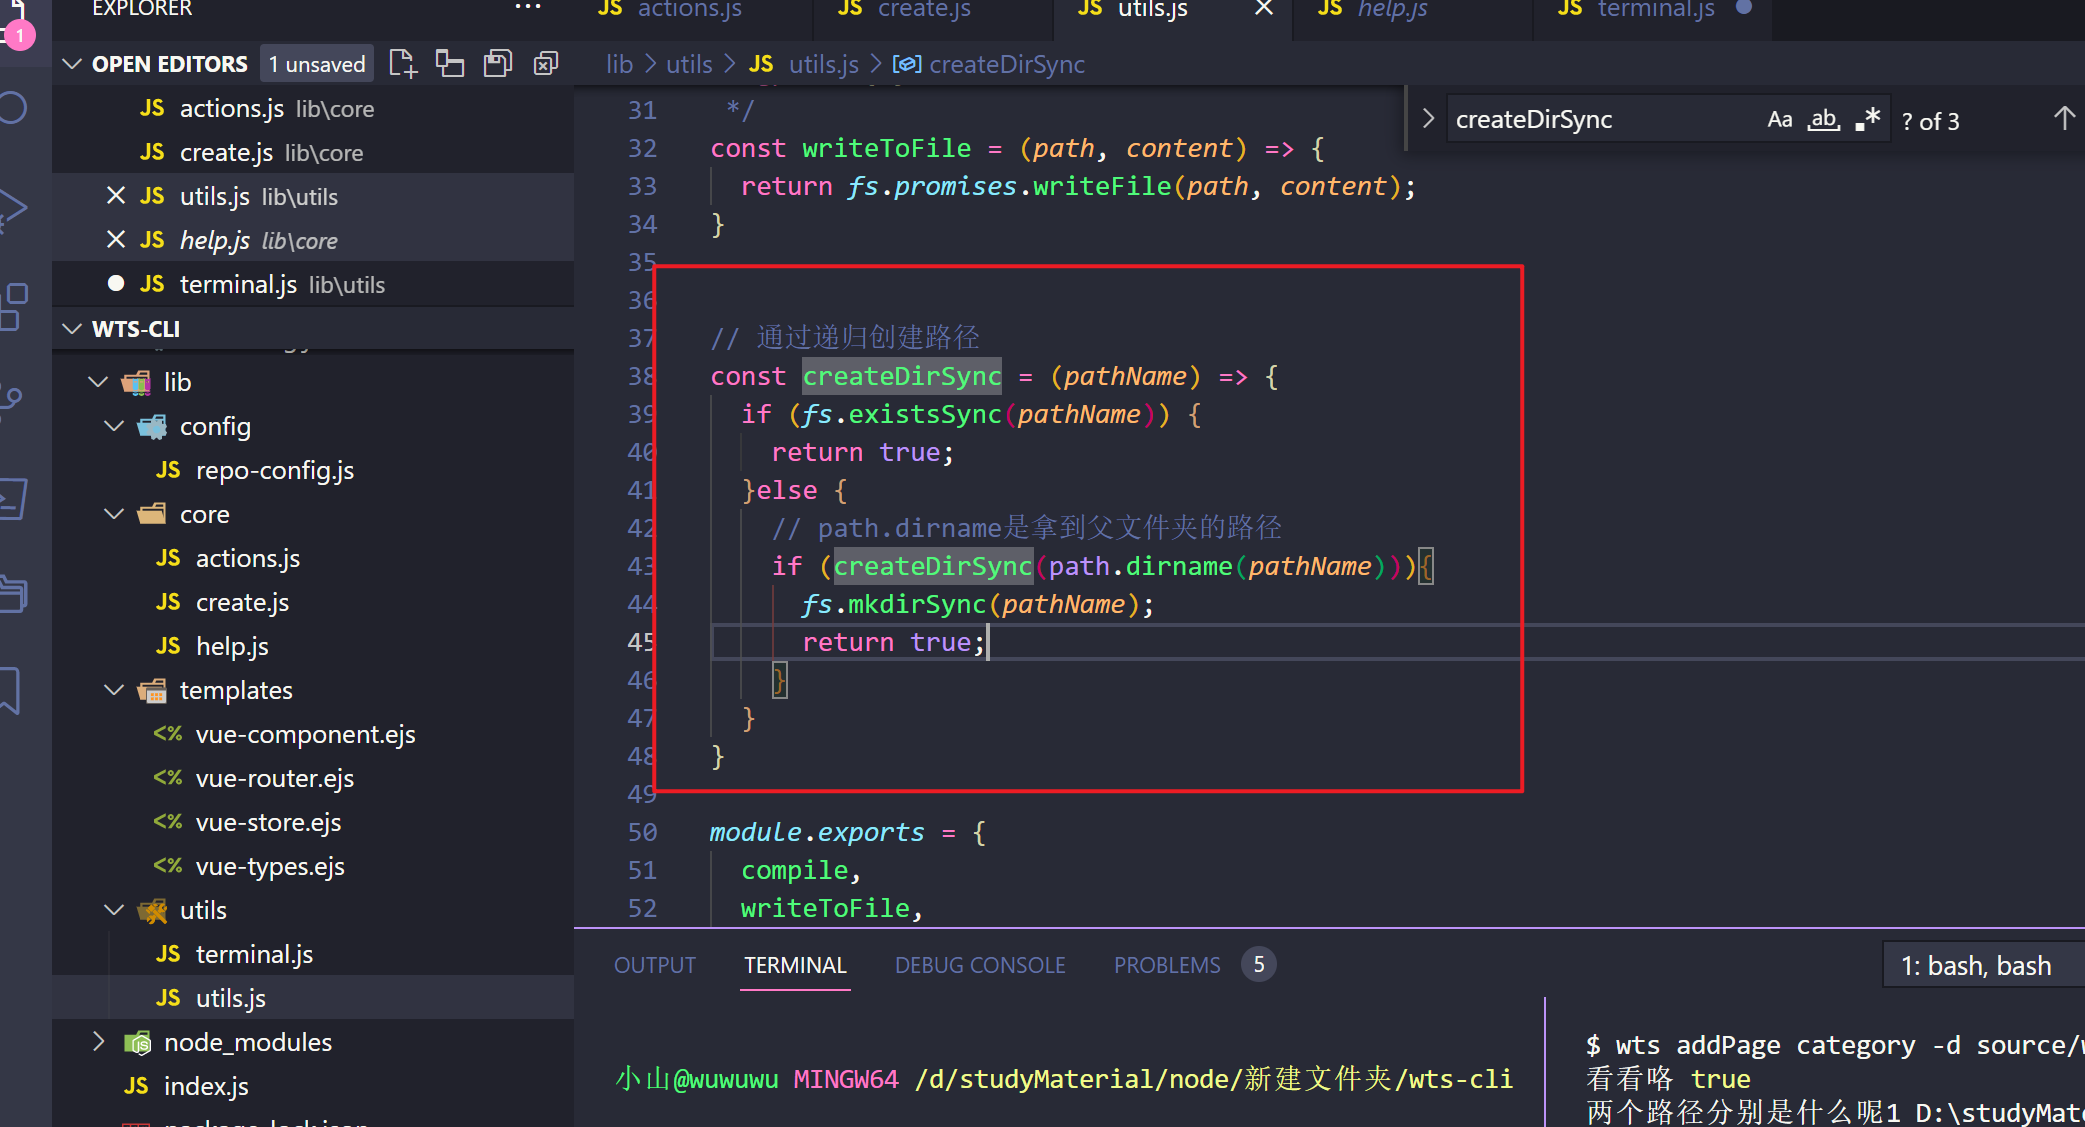 EXPLORER
...
JS actions.js
JS create.js
JS utils.js
JS help.js
JS terminal.js
1
OPEN EDITORS 1 unsaved
JS actions.js lib\core
JS create.js lib\core
JS utils.js lib\utils
JS help.js lib\core
JS terminal.js lib\utils
WTS-CLI
lib
config
JS repo-config.js
core
JS actions.js
JS create.js
JS help.js
templates
<% vue-component.ejs
<% vue-router.ejs
<% vue-store.ejs
<% vue-types.ejs
utils
JS terminal.js
JS utils.js
node_modules
JS index.js
lib > utils > JS utils.js > createDirSync
createDirSync Aa ab, .* ? of 3
31 */
32 const writeToFile = (path, content) => {
33 return fs.promises.writeFile(path, content);
34 }
35
36
37 // 通过递归创建路径
38 const createDirSync = (pathName) => {
39 if (fs.existsSync(pathName)) {
40 return true;
41 }else {
42 // path.dirname是拿到父文件夹的路径
43 if (createDirSync(path.dirname(pathName))){
44 fs.mkdirSync(pathName);
45 return true;
46 }
47 }
48 }
49
50 module.exports = {
51 compile,
52 writeToFile,
OUTPUT TERMINAL DEBUG CONSOLE PROBLEMS 5
1: bash, bash
小山@wuwuwu MINGW64 /d/studyMaterial/node/新建文件夹/wts-cli
$ wts addPage category -d source/
看看咯 true
两个路径分别是什么呢1 D:\studyMat